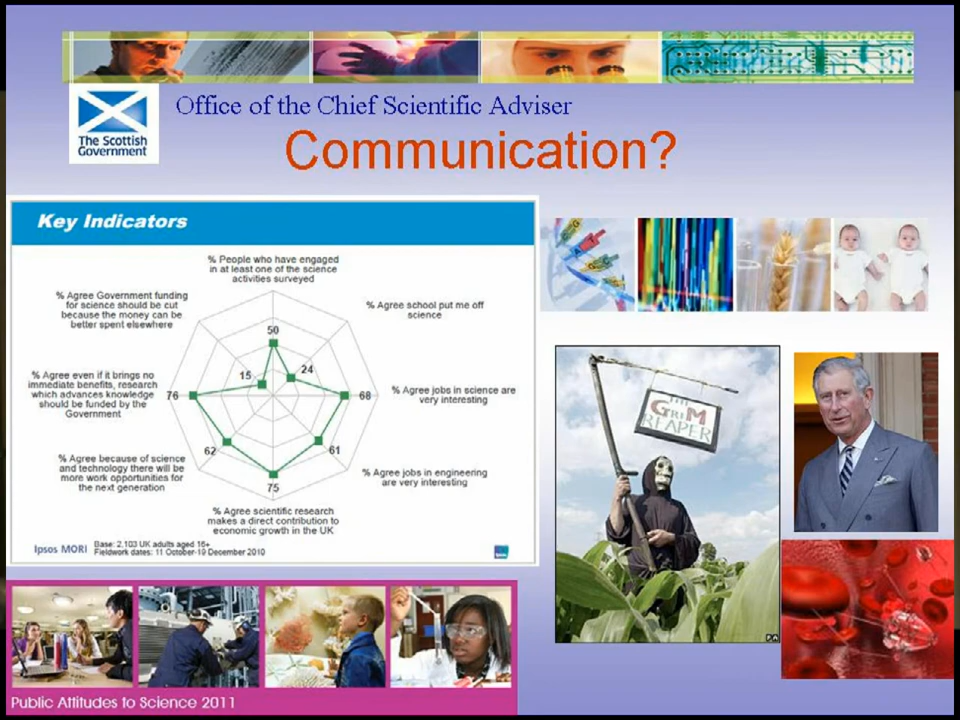 Office of the Chief Scientific Adviser
The Scottish
Government
Communication?
Key Indicators
% People who have engaged
in at least one of the science
activities surveyed
% Agree Government funding
for science should be cut
because the money can be
better spent elsewhere
% Agree school put me off
science
50
15
24
% Agree even if it brings no
immediate benefits, research
which advances knowledge
should be funded by the
Government
76
68
% Agree jobs in science are
very interesting
62
61
% Agree because of science
and technology there will be
more work opportunities for
the next generation
75
% Agree jobs in engineering
are very interesting
% Agree scientific research
makes a direct contribution to
economic growth in the UK
Ipsos MORI
Base: 2,103 UK adults aged 16+
Fieldwork dates: 11 October-19 December 2010
THE
GRIM
REAPER
PA
Public Attitudes to Science 2011